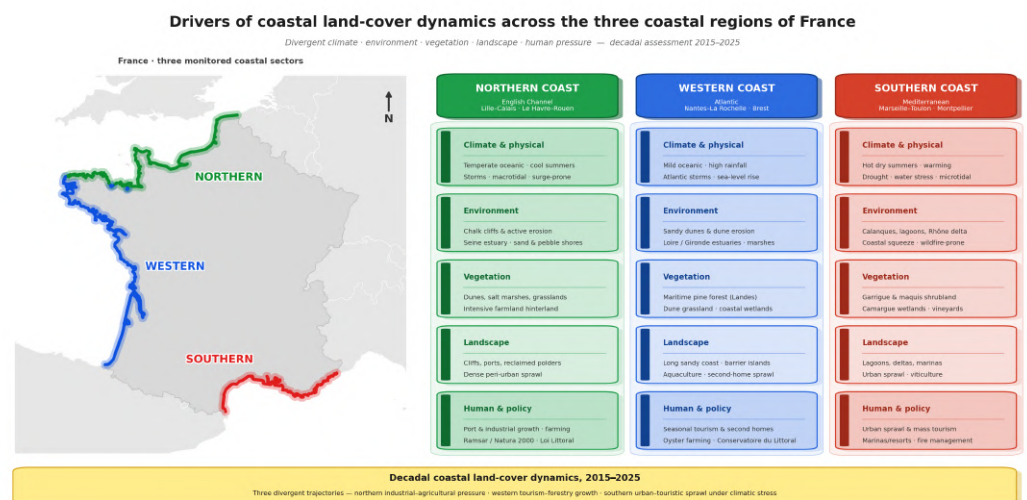 Drivers of coastal land-cover dynamics across the three coastal regions of France
Divergent climate · environment · vegetation · landscape · human pressure — decadal assessment 2015–2025
France · three monitored coastal sectors
N
NORTHERN
WESTERN
SOUTHERN
NORTHERN COAST
English Channel
Lille-Calais · Le Havre-Rouen
Climate & physical
Temperate oceanic · cool summers
Storms · macrotidal · surge-prone
Environment
Chalk cliffs & active erosion
Seine estuary · sand & pebble shores
Vegetation
Dunes, salt marshes, grasslands
Intensive farmland hinterland
Landscape
Cliffs, ports, reclaimed polders
Dense peri-urban sprawl
Human & policy
Port & industrial growth · farming
Ramsar / Natura 2000 · Loi Littoral
WESTERN COAST
Atlantic
Nantes-La Rochelle · Brest
Climate & physical
Mild oceanic · high rainfall
Atlantic storms · sea-level rise
Environment
Sandy dunes & dune erosion
Loire / Gironde estuaries · marshes
Vegetation
Maritime pine forest (Landes)
Dune grassland · coastal wetlands
Landscape
Long sandy coast · barrier islands
Aquaculture · second-home sprawl
Human & policy
Seasonal tourism & second homes
Oyster farming · Conservatoire du Littoral
SOUTHERN COAST
Mediterranean
Marseille-Toulon · Montpellier
Climate & physical
Hot dry summers · warming
Drought · water stress · microtidal
Environment
Calanques, lagoons, Rhône delta
Coastal squeeze · wildfire-prone
Vegetation
Garrigue & maquis shrubland
Camargue wetlands · vineyards
Landscape
Lagoons, deltas, marinas
Urban sprawl · viticulture
Human & policy
Urban sprawl & mass tourism
Marinas/resorts · fire management
Decadal coastal land-cover dynamics, 2015–2025
Three divergent trajectories — northern industrial-agricultural pressure · western tourism-forestry growth · southern urban-touristic sprawl under climatic stress